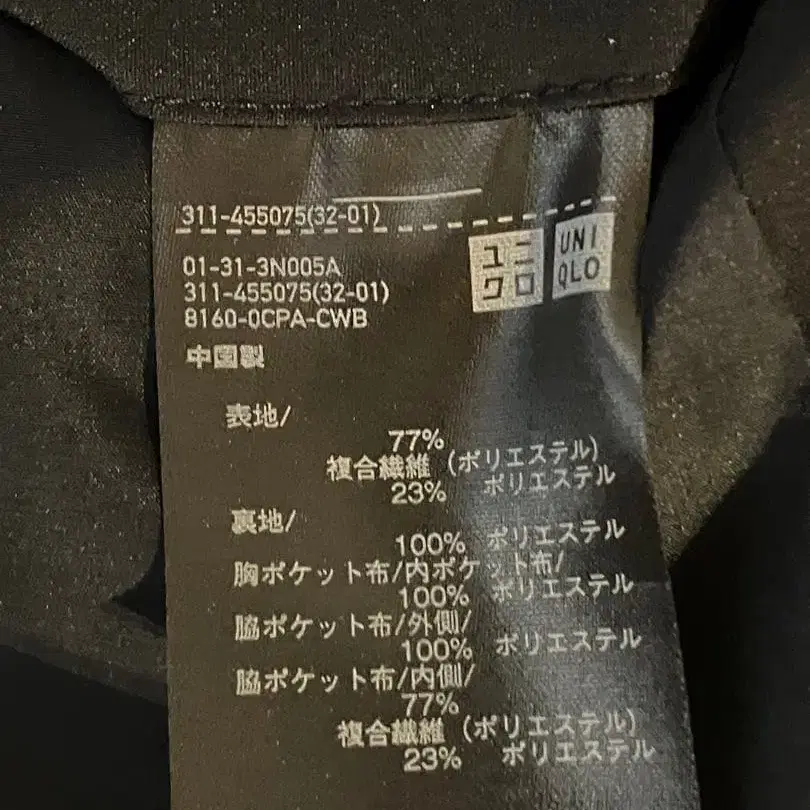 311-455075(32-01)
ユニクロ
UNIQLO
01-31-3N005A
311-455075(32-01)
8160-0CPA-CWB
中国製
表地/
77%
複合繊維 (ポリエステル)
23% ポリエステル
裏地/
100% ポリエステル
胸ポケット布/内ポケット布/
100% ポリエステル
脇ポケット布/外側/
100% ポリエステル
脇ポケット布/内側/
77%
複合繊維 (ポリエステル)
23% ポリエステル